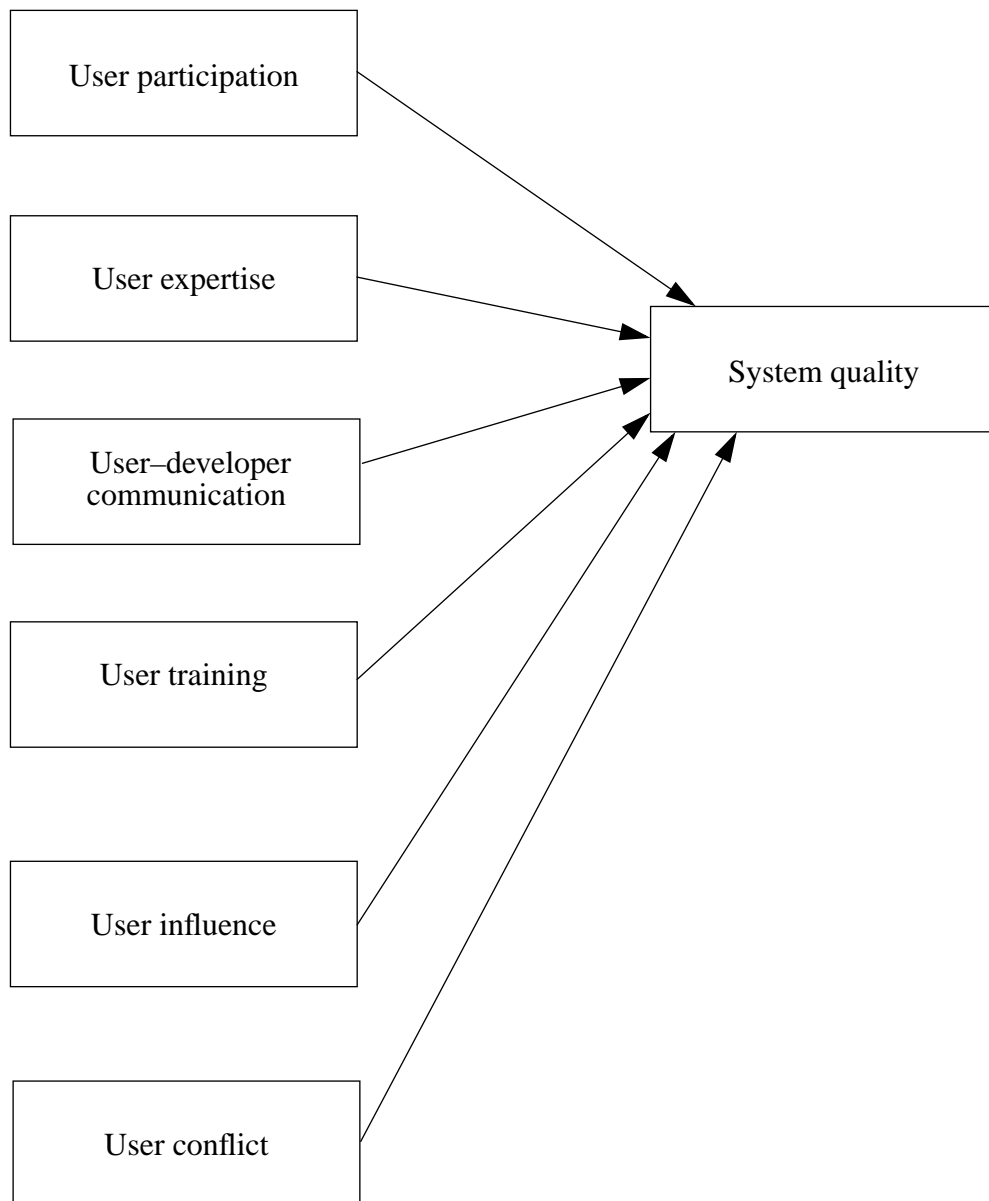 User participation
User expertise
System quality
User–developer
communication
User training
User influence
User conflict